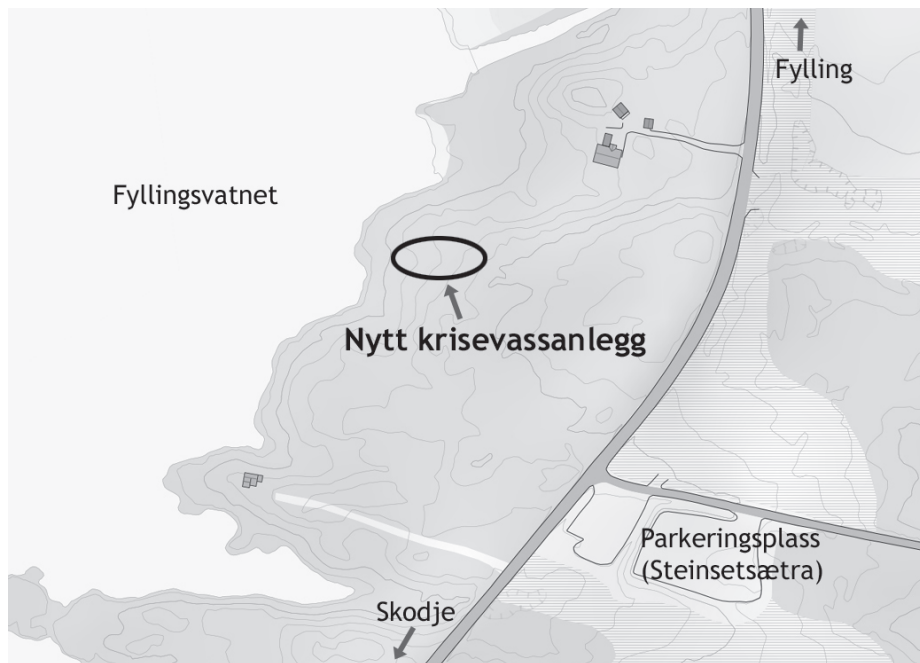 Fylling
Fyllingsvatnet
Nytt krisevassanlegg
Parkeringsplass
(Steinsetsætra)
Skodje